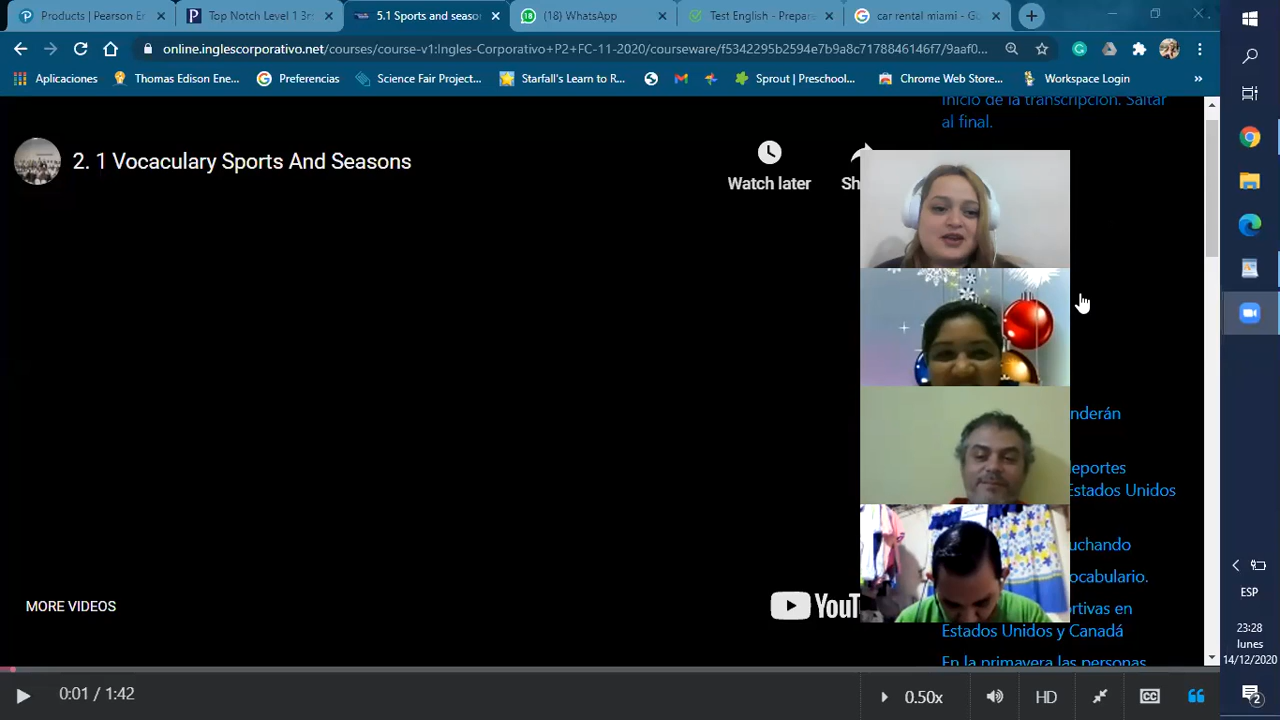 Products | Pearson En
Top Notch Level 1 3r
5.1 Sports and seaso
(18) WhatsApp
Test English - Prepara
car rental miami - Go
online.inglescorporativo.net/courses/course-v1:Ingles-Corporativo+P2+FC-11-2020/courseware/f5342295b2594e7b9a8c7178846146f7/9aaf0...
Aplicaciones
Thomas Edison Ene...
Preferencias
Science Fair Project...
Starfall's Learn to R...
Sprout | Preschool...
Chrome Web Store...
Workspace Login
»
Inicio de la transcripción. Saltar
al final.
2. 1 Vocaculary Sports And Seasons
Watch later
Sh
nderán
eportes
Estados Unidos
uchando
ocabulario.
rtivas en
Estados Unidos y Canadá
En la primavera las personas
MORE VIDEOS
YouT
0:01 / 1:42
0.50x
HD
CC
ESP
23:28
lunes
14/12/2020
2